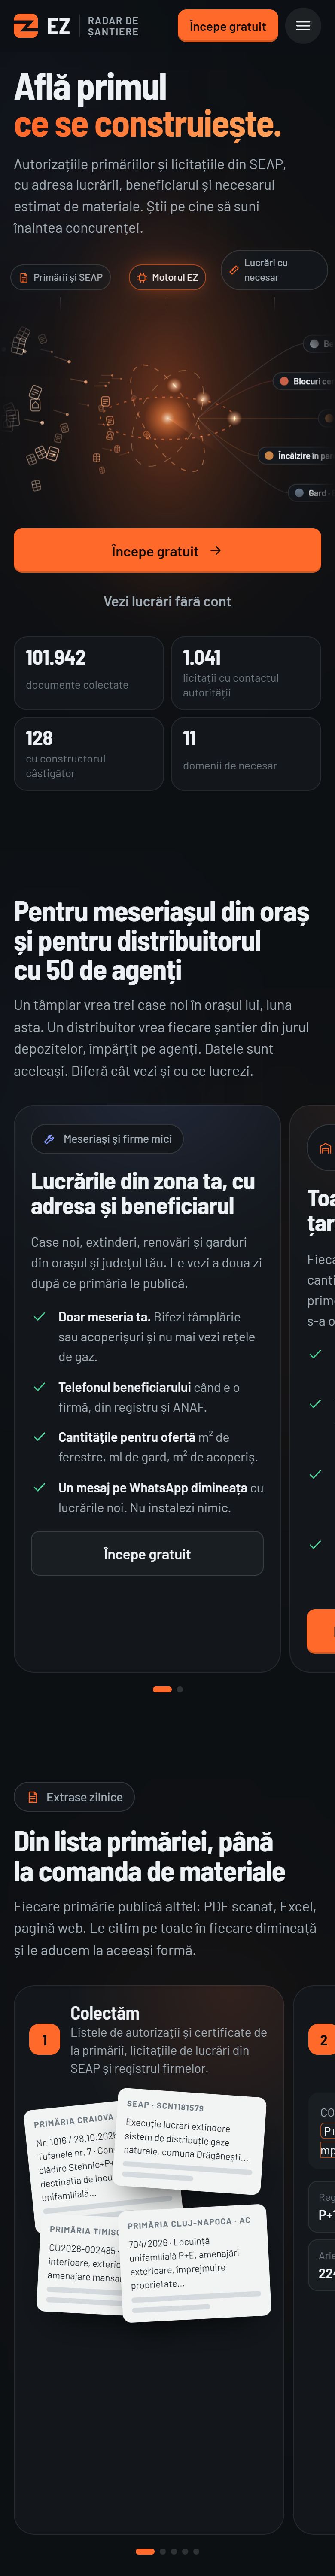 EZ
RADAR DE
ȘANTIERE
Începe gratuit
Află primul
ce se construiește.
Autorizațiile primăriilor și licitațiile din SEAP,
cu adresa lucrării, beneficiarul și necesarul
estimat de materiale. Știi pe cine să suni
înaintea concurenței.
Primării și SEAP
Motorul EZ
Lucrări cu
necesar
Blocuri
Încălzire în
Gard
Începe gratuit →
Vezi lucrări fără cont
101.942
documente colectate
1.041
licitații cu contactul
autorității
128
cu constructorul
câștigător
11
domenii de necesar
Pentru meseriașul din oraș
și pentru distribuitorul
cu 50 de agenți
Un tâmplar vrea trei case noi în orașul lui, luna
asta. Un distribuitor vrea fiecare șantier din jurul
depozitelor, împărțit pe agenți. Datele sunt
aceleași. Diferă cât vezi și cu ce lucrezi.
Meseriași și firme mici
Lucrările din zona ta, cu
adresa și beneficiarul
Case noi, extinderi, renovări și garduri
din orașul și județul tău. Le vezi a doua zi
după ce primăria le publică.
Doar meseria ta. Bifezi tâmplărie
sau acoperișuri și nu mai vezi rețele
de gaz.
Telefonul beneficiarului când e o
firmă, din registru și ANAF.
Cantitățile pentru ofertă m² de
ferestre, ml de gard, m² de acoperiș.
Un mesaj pe WhatsApp dimineața cu
lucrările noi. Nu instalezi nimic.
Începe gratuit
Extrase zilnice
Din lista primăriei, până
la comanda de materiale
Fiecare primărie publică altfel: PDF scanat, Excel,
pagină web. Le citim pe toate în fiecare dimineață
și le aducem la aceeași formă.
1
Colectăm
Listele de autorizații și certificate de
la primării, licitațiile de lucrări din
SEAP și registrul firmelor.
PRIMĂRIA CRAIOVA
Nr. 1016 / 28.10.2026
Tufanele nr. 7 ·
clădire Stehnic+P+
destinația de
unifamilială...
SEAP · SCN1181579
Execuție lucrări extindere
sistem de distribuție gaze
naturale, comuna Drăgănești...
PRIMĂRIA
CU2026-002485
interioare,
amenajare
PRIMĂRIA CLUJ-NAPOCA · AC
704/2026 · Locuință
unifamilială P+E, amenajări
exterioare, împrejmuire
proprietate...
2